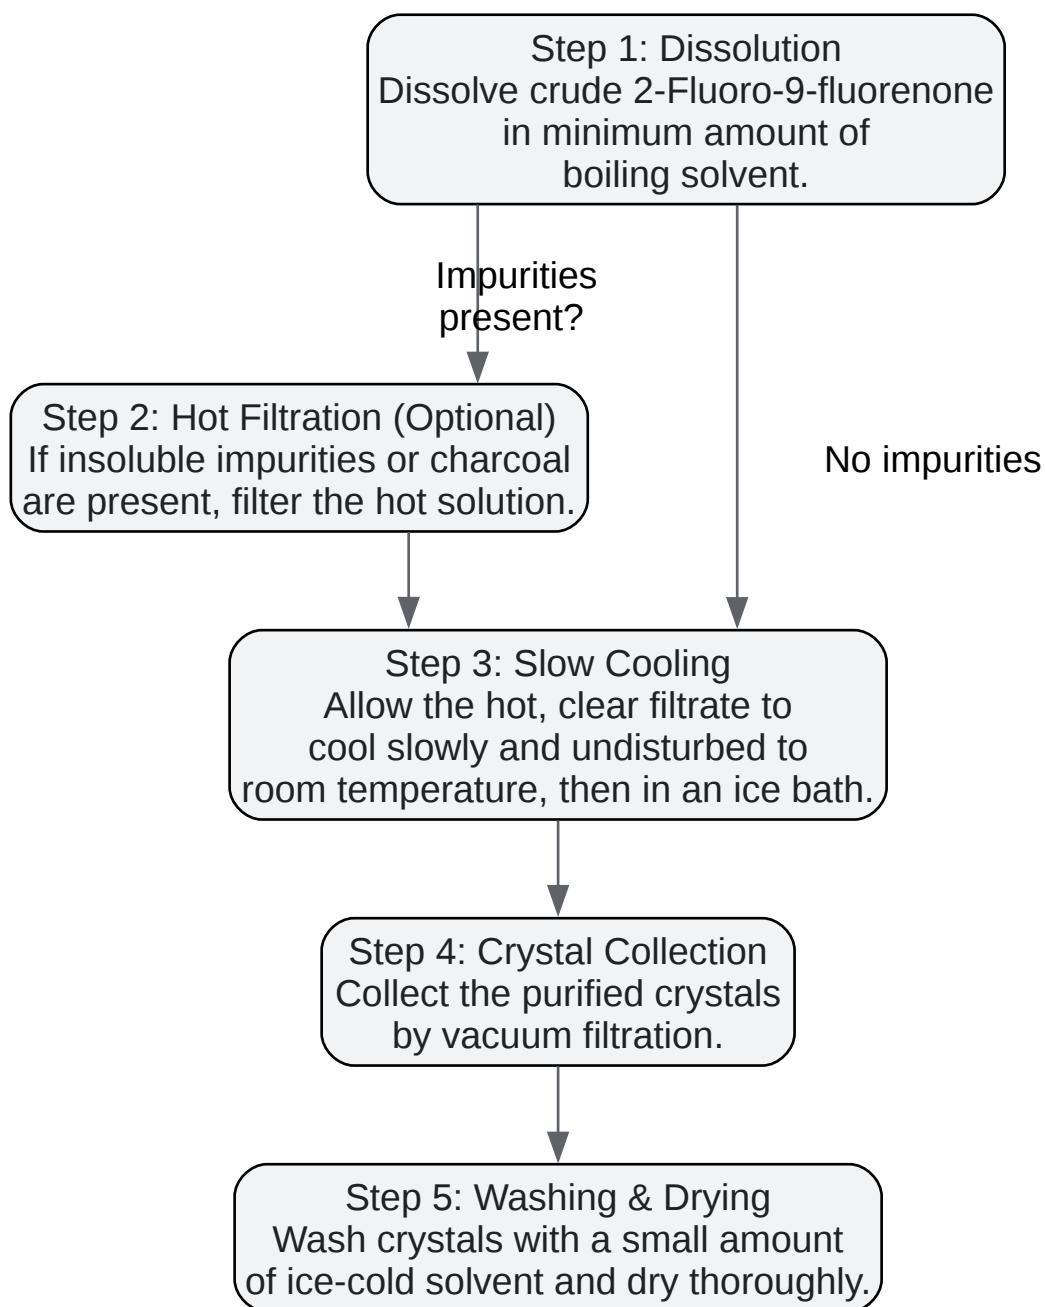 Step 1: Dissolution
Dissolve crude 2-Fluoro-9-fluorenone
in minimum amount of
boiling solvent.
Impurities
present?
Step 2: Hot Filtration (Optional)
If insoluble impurities or charcoal
are present, filter the hot solution.
No impurities
Step 3: Slow Cooling
Allow the hot, clear filtrate to
cool slowly and undisturbed to
room temperature, then in an ice bath.
Step 4: Crystal Collection
Collect the purified crystals
by vacuum filtration.
Step 5: Washing & Drying
Wash crystals with a small amount
of ice-cold solvent and dry thoroughly.